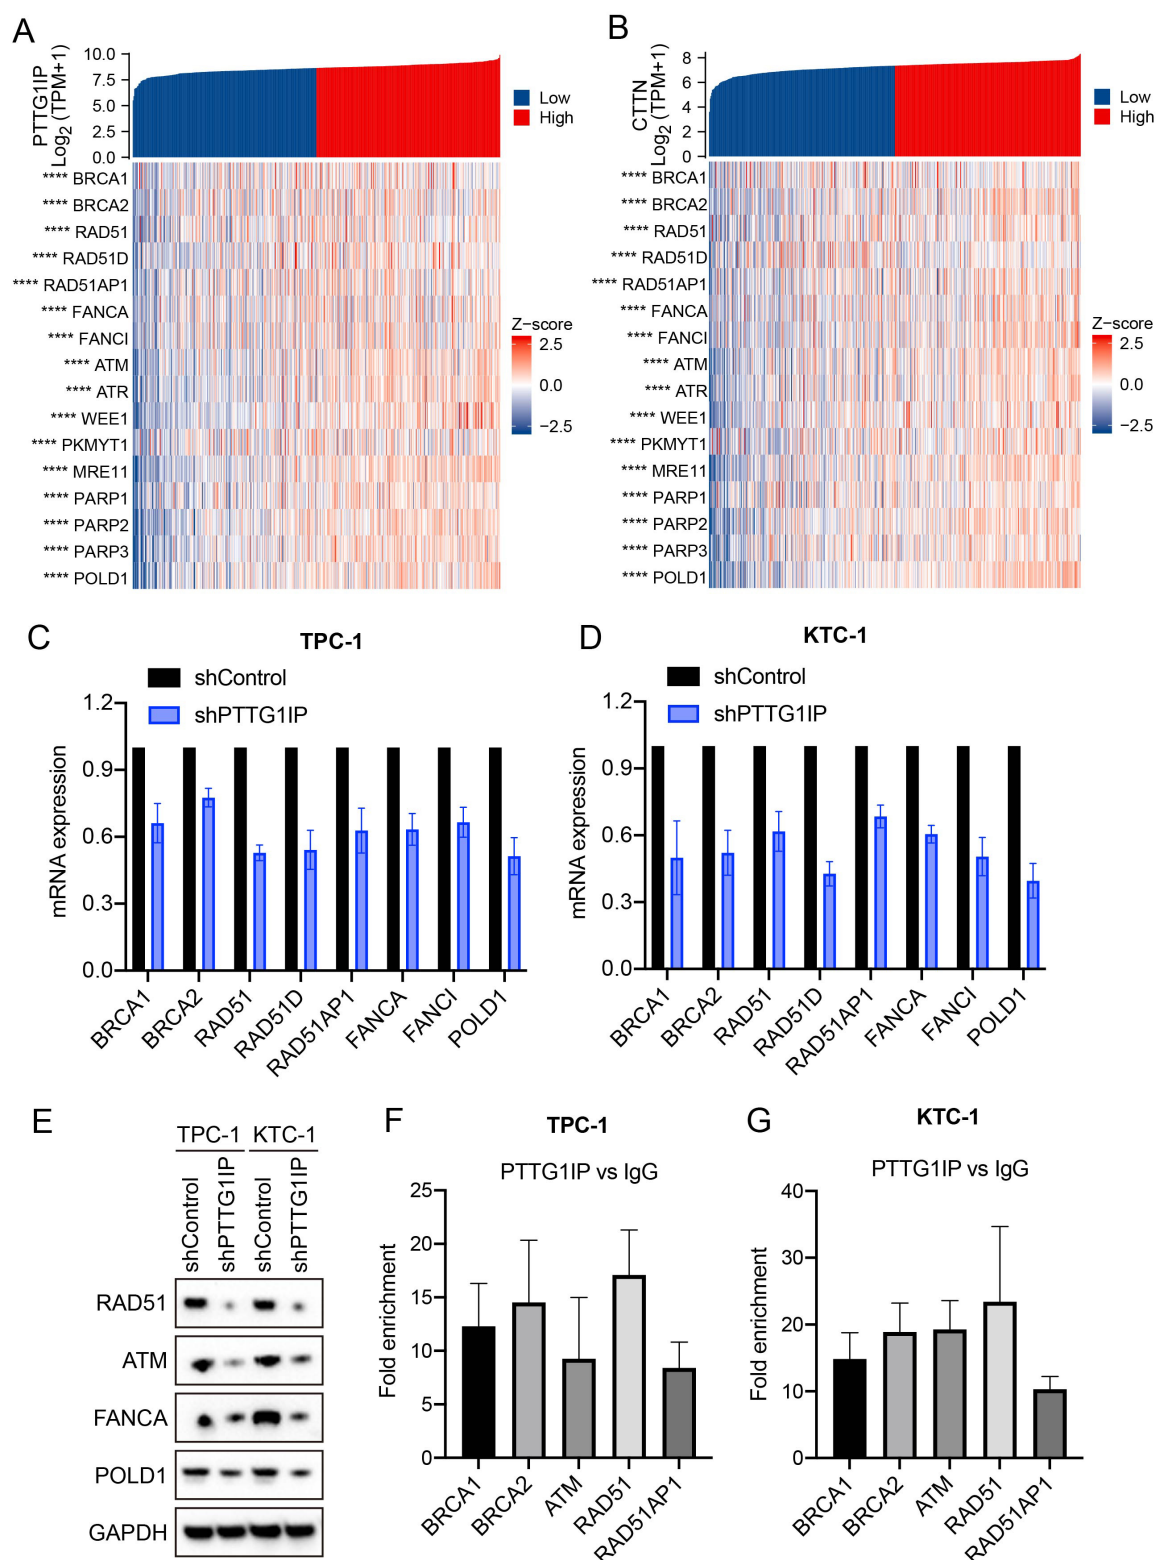 A
PTTG1IP
Log2 (TPM+1)
10.0
7.5
5.0
2.5
0.0
Low
High
**** BRCA1
**** BRCA2
**** RAD51
**** RAD51D
**** RAD51AP1
**** FANCA
**** FANCI
**** ATM
**** ATR
**** WEE1
**** PKMYT1
**** MRE11
**** PARP1
**** PARP2
**** PARP3
**** POLD1
Z−score
2.5
0.0
−2.5
B
CTTN
Log2 (TPM+1)
8
6
4
2
0
Low
High
**** BRCA1
**** BRCA2
**** RAD51
**** RAD51D
**** RAD51AP1
**** FANCA
**** FANCI
**** ATM
**** ATR
**** WEE1
**** PKMYT1
**** MRE11
**** PARP1
**** PARP2
**** PARP3
**** POLD1
Z−score
2.5
0.0
−2.5
C
TPC-1
shControl
shPTTG1IP
mRNA expression
1.2
0.9
0.6
0.3
0.0
BRCA1
BRCA2
RAD51
RAD51D
RAD51AP1
FANCA
FANCI
POLD1
D
KTC-1
shControl
shPTTG1IP
mRNA expression
1.2
0.9
0.6
0.3
0.0
BRCA1
BRCA2
RAD51
RAD51D
RAD51AP1
FANCA
FANCI
POLD1
E
TPC-1 KTC-1
shControl
shPTTG1IP
shControl
shPTTG1IP
RAD51
ATM
FANCA
POLD1
GAPDH
F
TPC-1
PTTG1IP vs IgG
Fold enrichment
25
20
15
10
5
0
BRCA1
BRCA2
ATM
RAD51
RAD51AP1
G
KTC-1
PTTG1IP vs IgG
Fold enrichment
40
30
20
10
0
BRCA1
BRCA2
ATM
RAD51
RAD51AP1